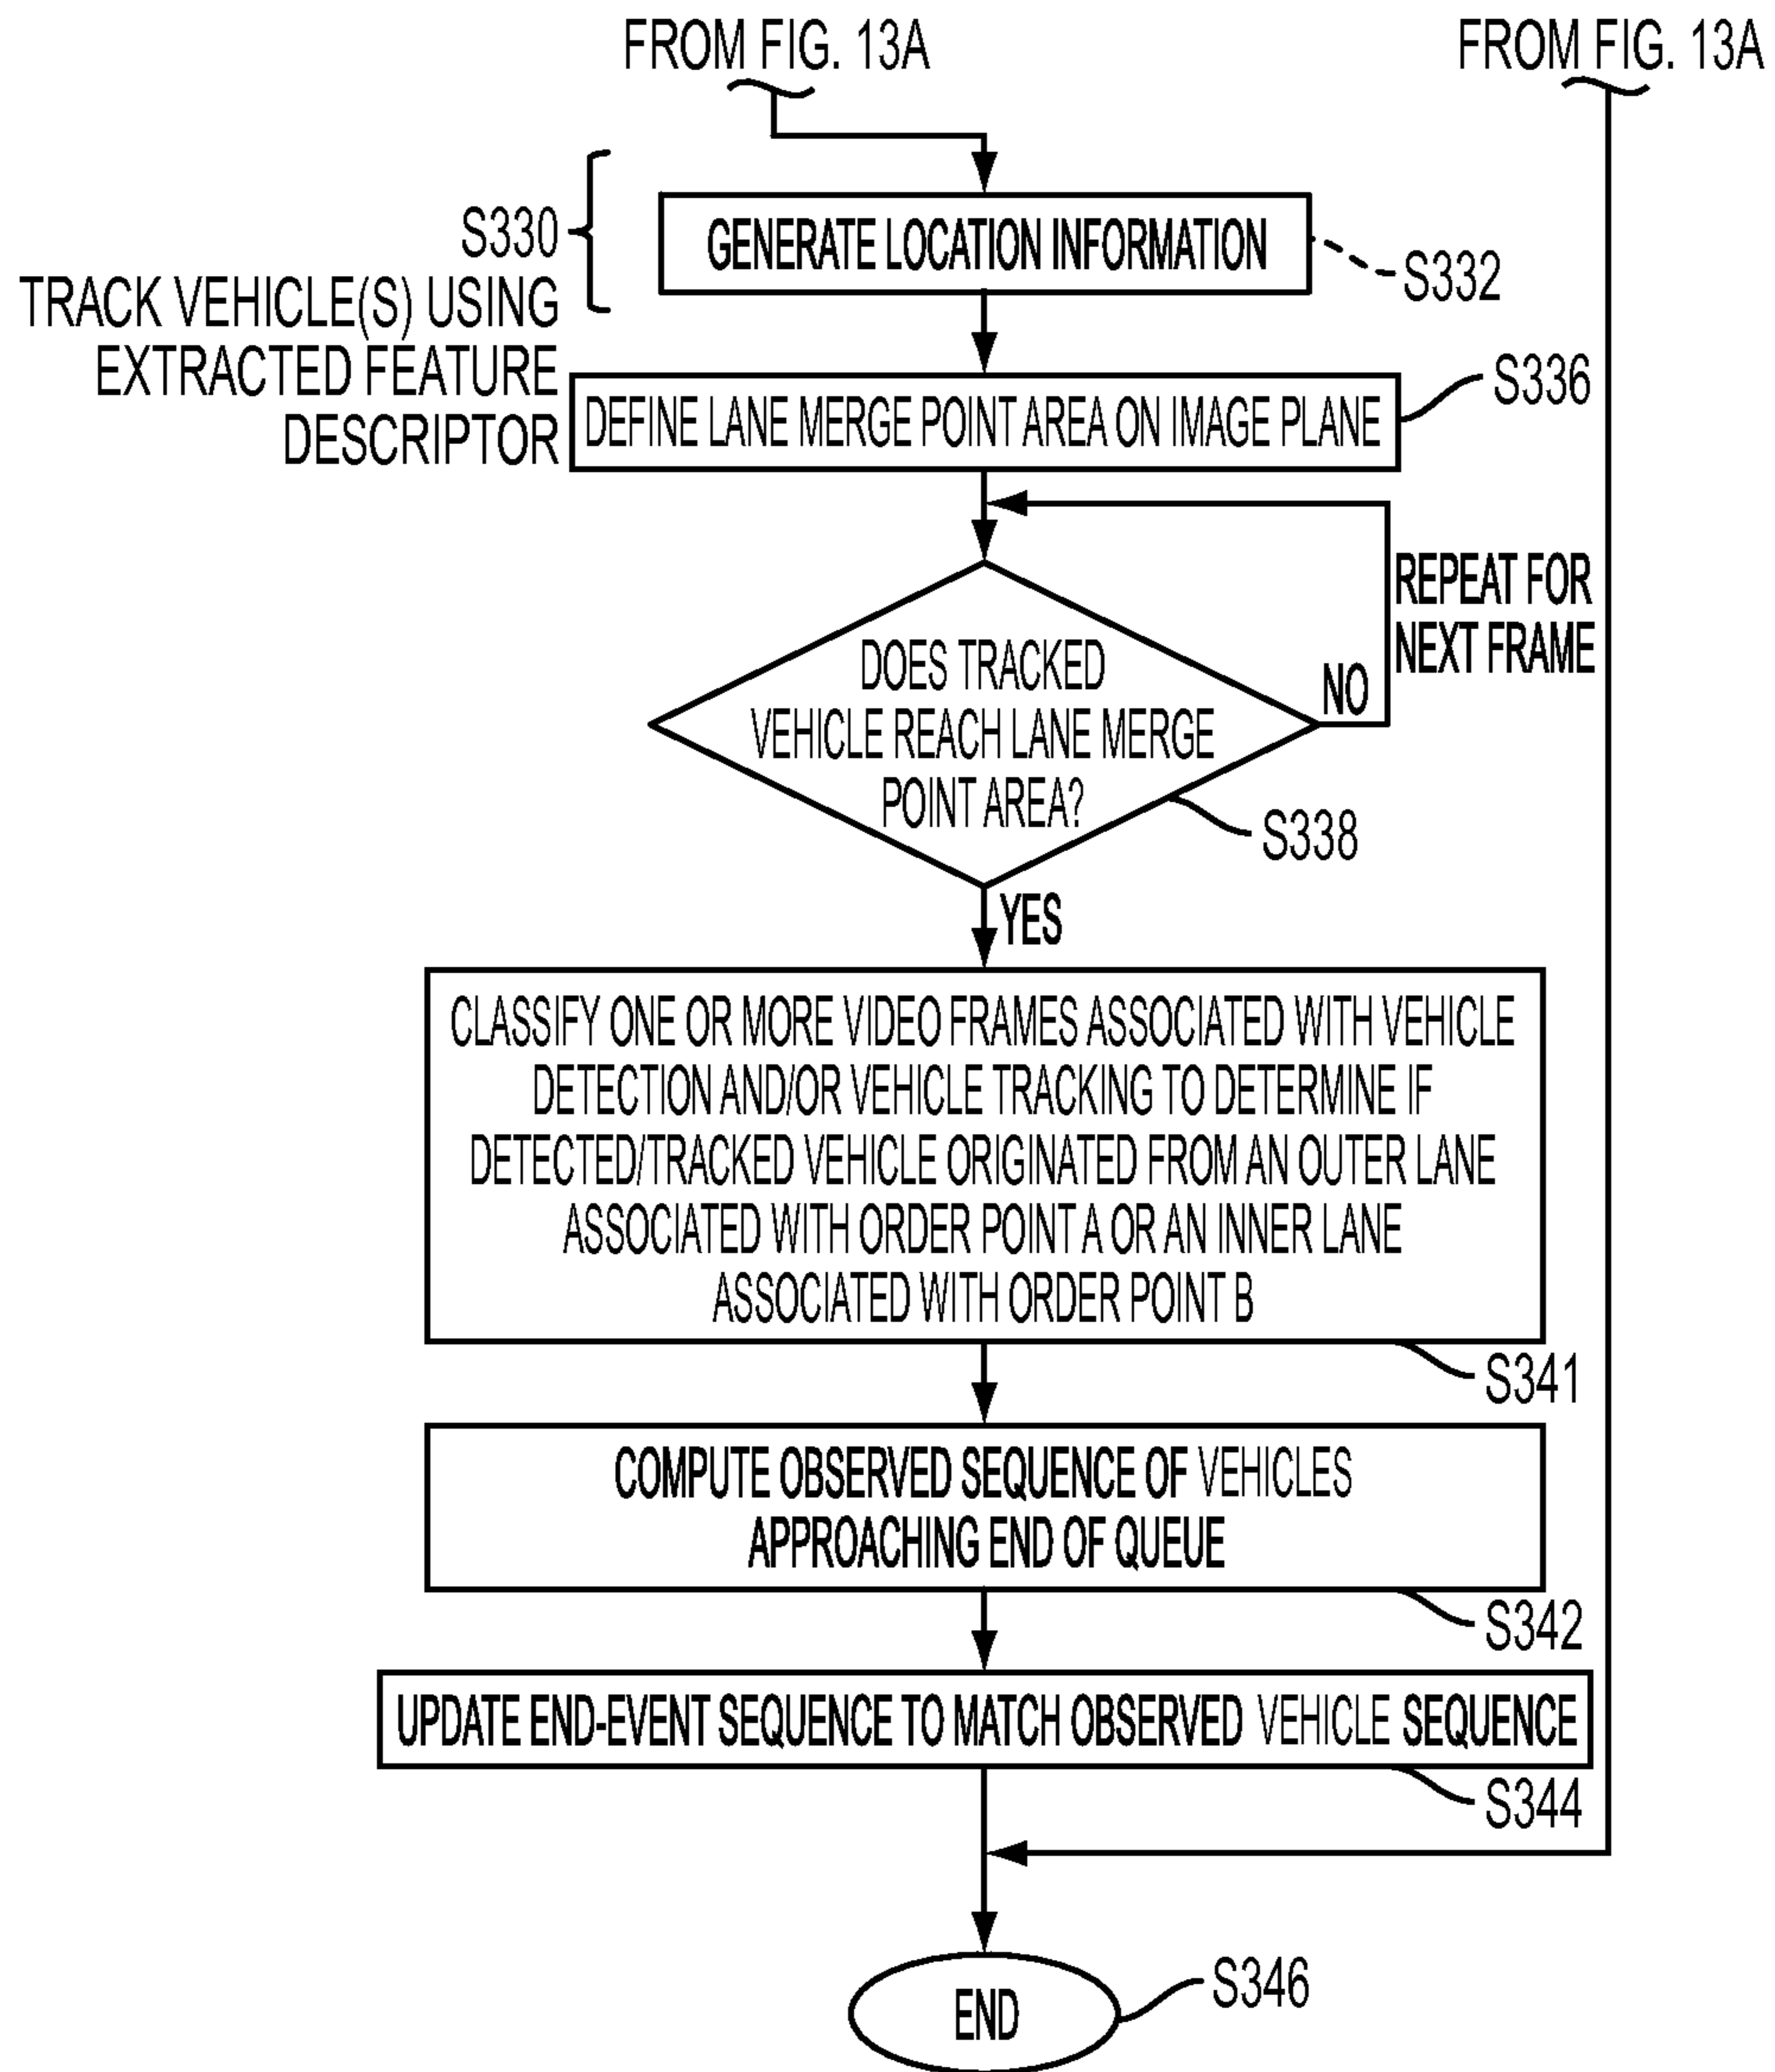 FROM FIG. 13A
FROM FIG. 13A
S330
TRACK VEHICLE(S) USING
EXTRACTED FEATURE
DESCRIPTOR
GENERATE LOCATION INFORMATION
S332
DEFINE LANE MERGE POINT AREA ON IMAGE PLANE
S336
REPEAT FOR
NEXT FRAME
NO
DOES TRACKED
VEHICLE REACH LANE MERGE
POINT AREA?
S338
YES
CLASSIFY ONE OR MORE VIDEO FRAMES ASSOCIATED WITH VEHICLE
DETECTION AND/OR VEHICLE TRACKING TO DETERMINE IF
DETECTED/TRACKED VEHICLE ORIGINATED FROM AN OUTER LANE
ASSOCIATED WITH ORDER POINT A OR AN INNER LANE
ASSOCIATED WITH ORDER POINT B
S341
COMPUTE OBSERVED SEQUENCE OF VEHICLES
APPROACHING END OF QUEUE
S342
UPDATE END-EVENT SEQUENCE TO MATCH OBSERVED VEHICLE SEQUENCE
S344
END
S346